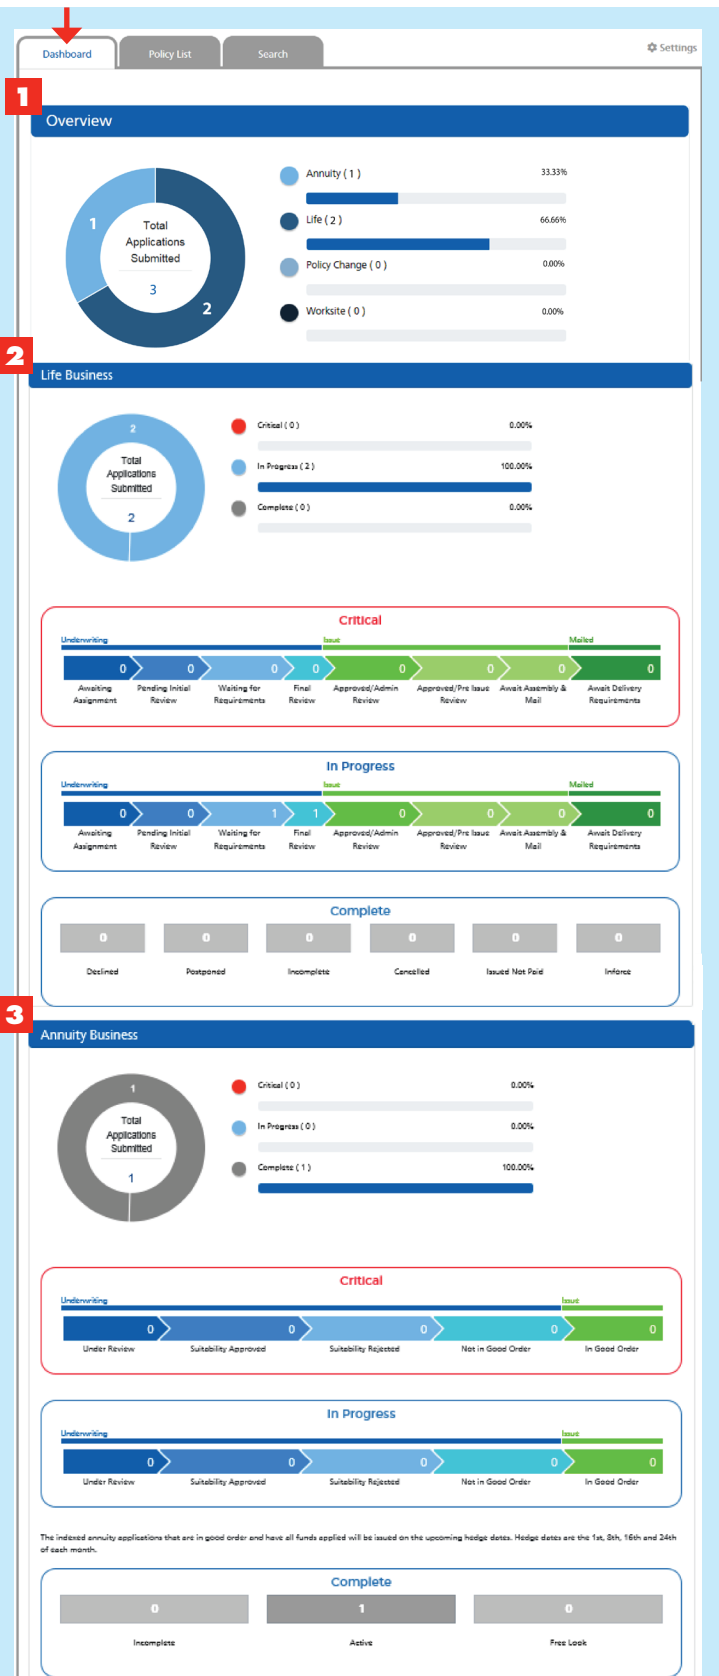 Dashboard
Policy List
Search
Settings
1
Overview
1
2
Total
Applications
Submitted
3
Annuity ( 1 )
33.33%
Life ( 2 )
66.66%
Policy Change ( 0 )
0.00%
Worksite ( 0 )
0.00%
2
Life Business
2
Total
Applications
Submitted
2
Critical ( 0 )
0.00%
In Progress ( 2 )
100.00%
Complete ( 0 )
0.00%
Critical
Underwriting
Issue
Mailed
0 0 0 0 0 0 0 0
Awaiting
Assignment
Pending Initial
Review
Waiting for
Requirements
Final
Review
Approved/Admin
Review
Approved/Pre Issue
Review
Await Assembly &
Mail
Await Delivery
Requirements
In Progress
Underwriting
Issue
Mailed
0 0 1 1 0 0 0 0
Awaiting
Assignment
Pending Initial
Review
Waiting for
Requirements
Final
Review
Approved/Admin
Review
Approved/Pre Issue
Review
Await Assembly &
Mail
Await Delivery
Requirements
Complete
0 0 0 0 0 0
Declined
Postponed
Incomplete
Cancelled
Issued Not Paid
Inforce
3
Annuity Business
1
Total
Applications
Submitted
1
Critical ( 0 )
0.00%
In Progress ( 0 )
0.00%
Complete ( 1 )
100.00%
Critical
Underwriting
Issue
0 0 0 0 0
Under Review
Suitability Approved
Suitability Rejected
Not in Good Order
In Good Order
In Progress
Underwriting
Issue
0 0 0 0 0
Under Review
Suitability Approved
Suitability Rejected
Not in Good Order
In Good Order
The indexed annuity applications that are in good order and have all funds applied will be issued on the upcoming hedge dates. Hedge dates are the 1st, 8th, 16th and 24th
of each month.
Complete
0 1 0
Incomplete
Active
Free Look